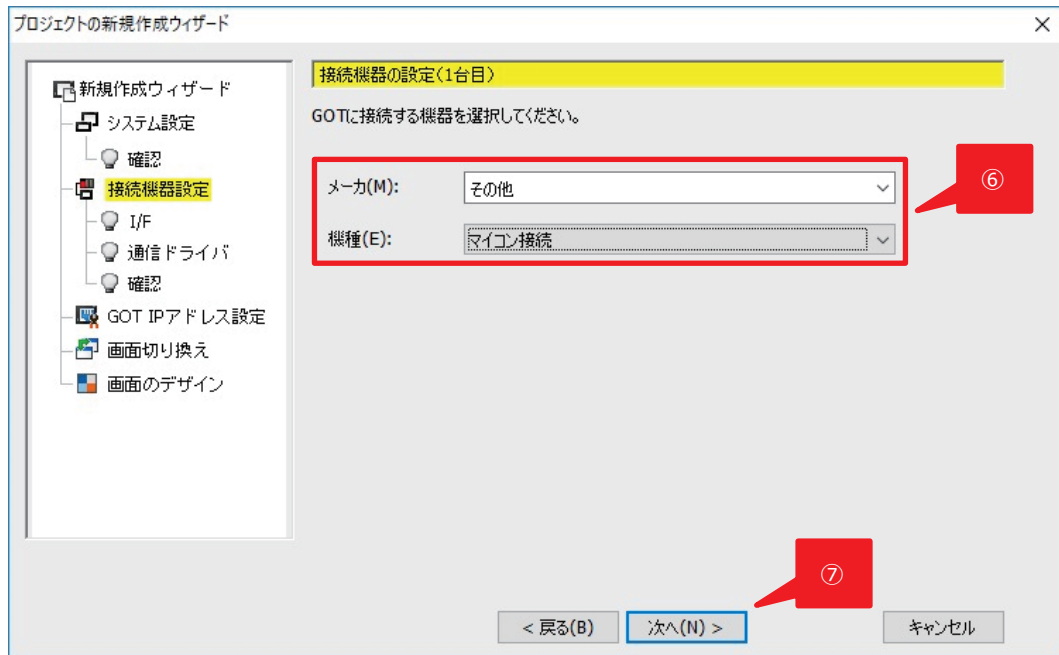 プロジェクトの新規作成ウィザード
新規作成ウィザード
システム設定
確認
接続機器設定
I/F
通信ドライバ
確認
GOT IPアドレス設定
画面切り換え
画面のデザイン
接続機器の設定(1台目)
GOTに接続する機器を選択してください。
メーカ(M): その他
機種(E): マイコン接続
⑥
⑦
< 戻る(B) 次へ(N) > キャンセル